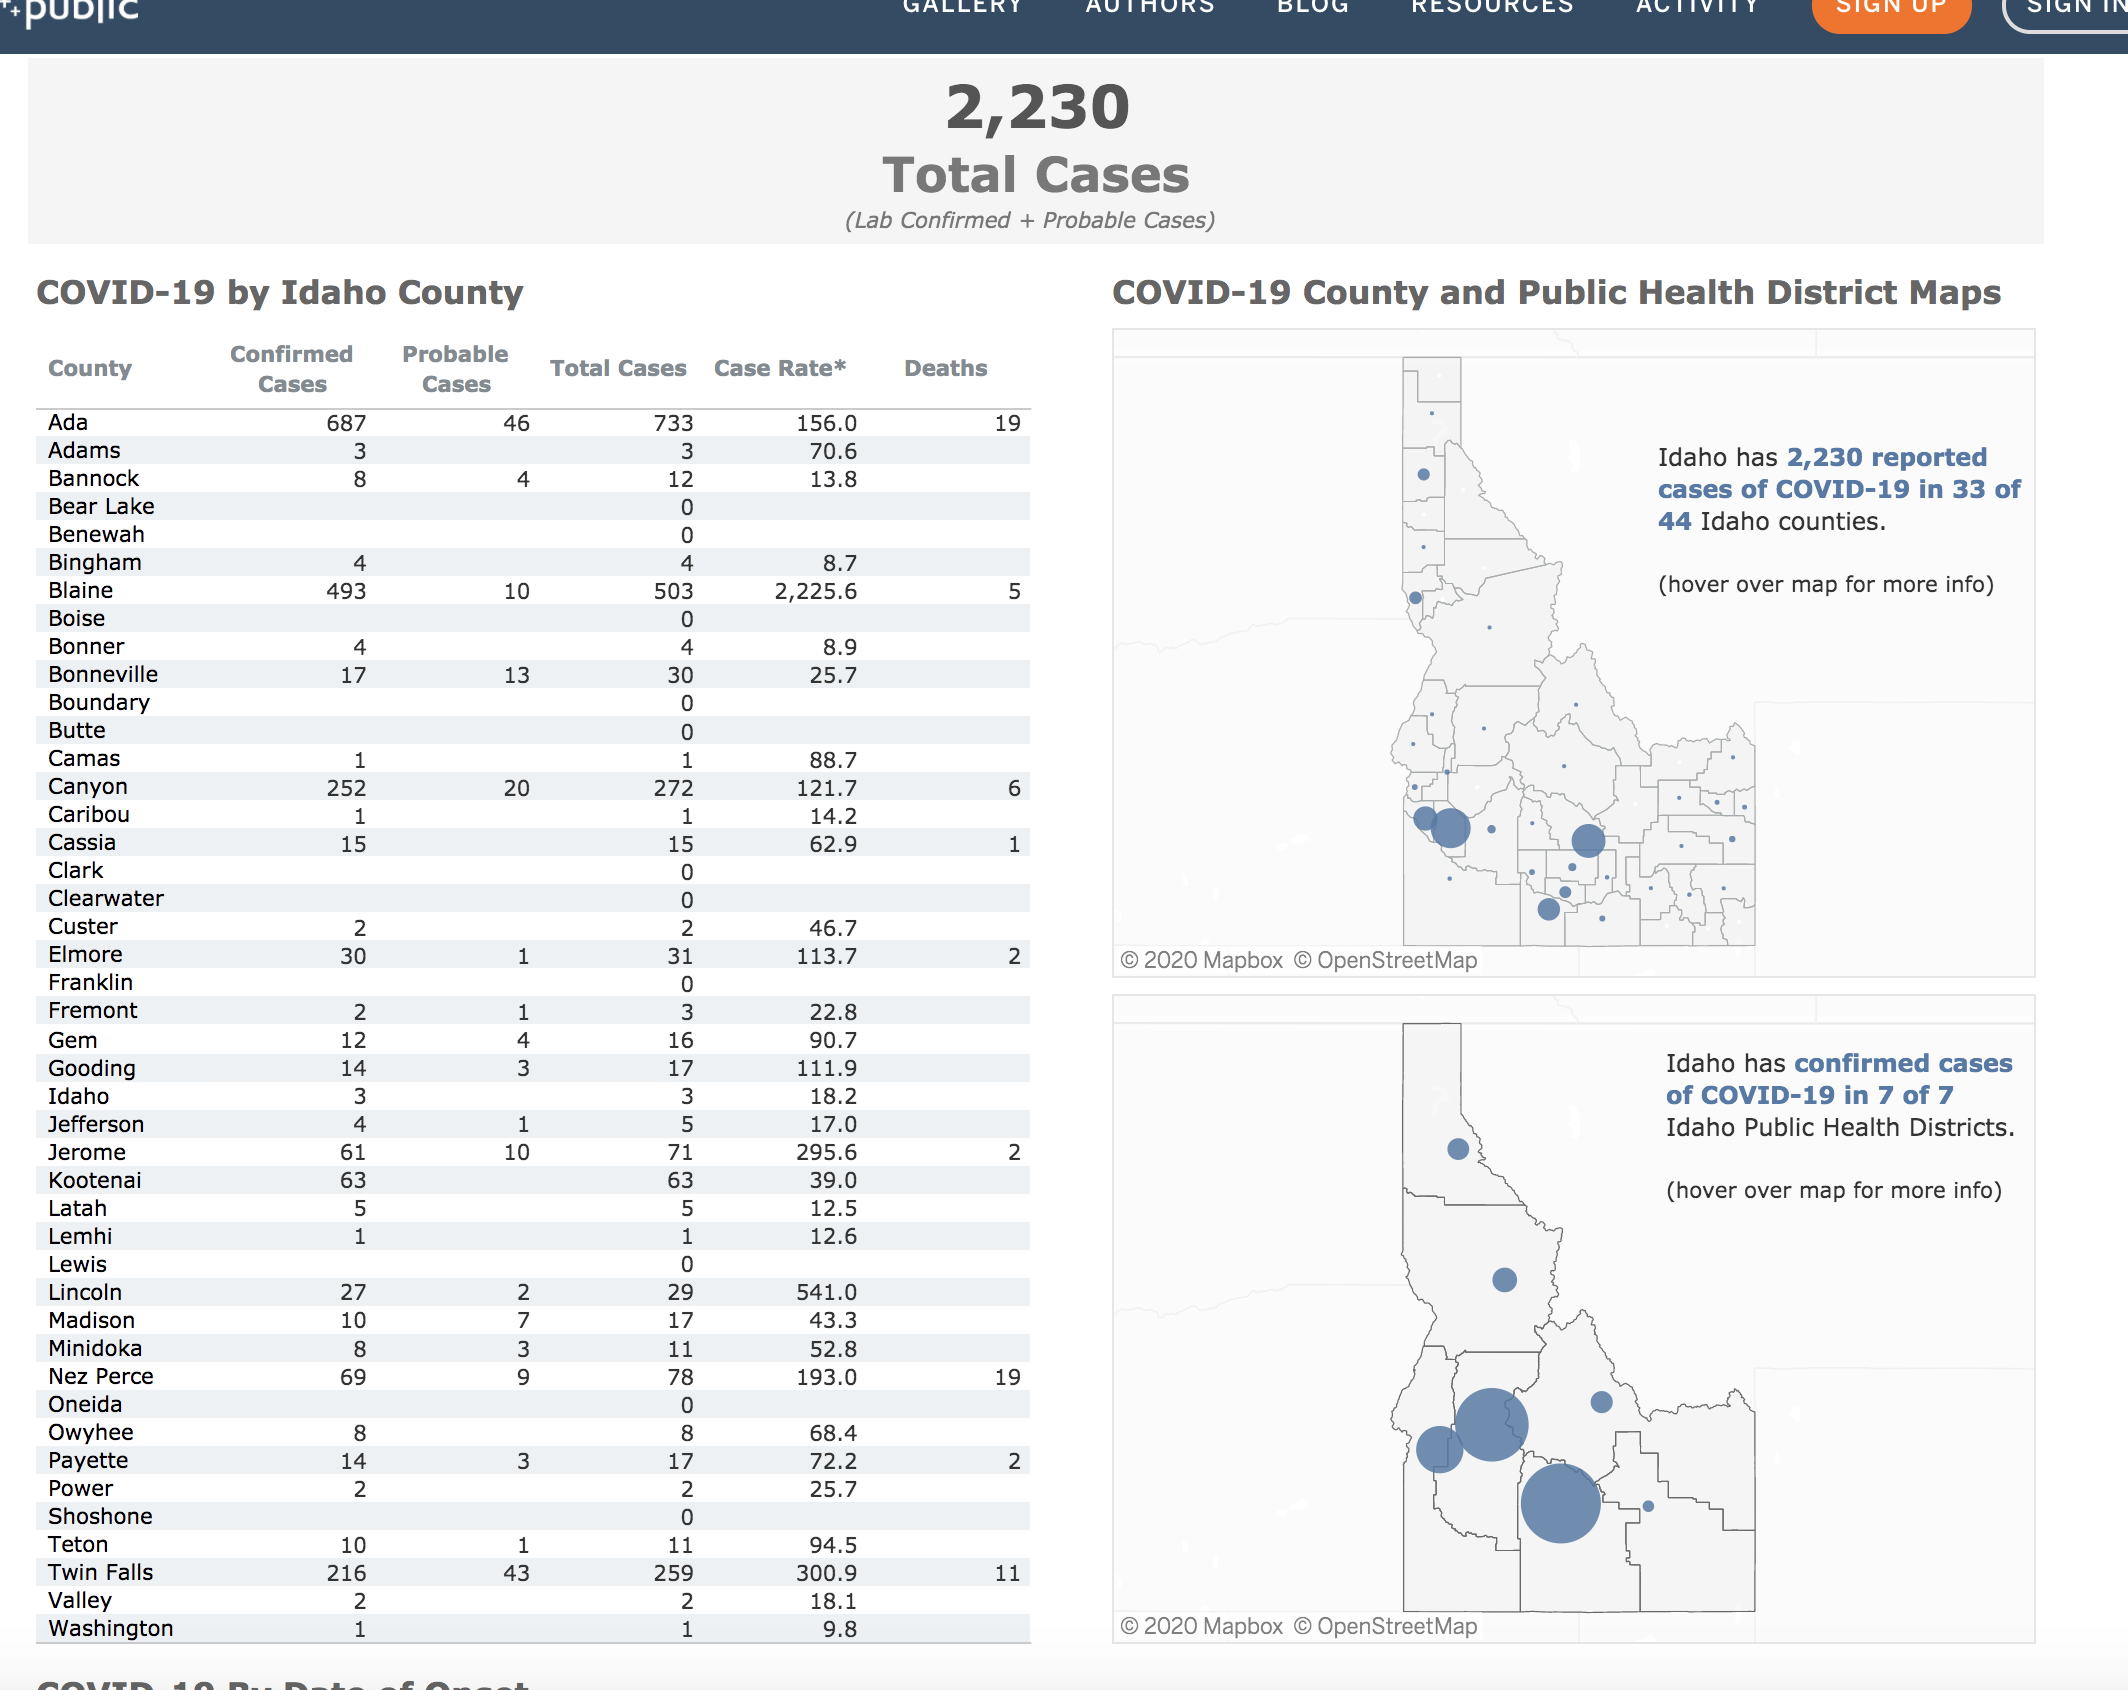 public
GALLERY AUTHORS BLOG RESOURCES ACTIVITY SIGN UP SIGN IN
2,230
Total Cases
(Lab Confirmed + Probable Cases)
COVID-19 by Idaho County
County Confirmed Cases Probable Cases Total Cases Case Rate* Deaths
Ada 687 46 733 156.0 19
Adams 3 3 70.6
Bannock 8 4 12 13.8
Bear Lake 0
Benewah 0
Bingham 4 4 8.7
Blaine 493 10 503 2,225.6 5
Boise 0
Bonner 4 4 8.9
Bonneville 17 13 30 25.7
Boundary 0
Butte 0
Camas 1 1 88.7
Canyon 252 20 272 121.7 6
Caribou 1 1 14.2
Cassia 15 15 62.9 1
Clark 0
Clearwater 0
Custer 2 2 46.7
Elmore 30 1 31 113.7 2
Franklin 0
Fremont 2 1 3 22.8
Gem 12 4 16 90.7
Gooding 14 3 17 111.9
Idaho 3 3 18.2
Jefferson 4 1 5 17.0
Jerome 61 10 71 295.6 2
Kootenai 63 63 39.0
Latah 5 5 12.5
Lemhi 1 1 12.6
Lewis 0
Lincoln 27 2 29 541.0
Madison 10 7 17 43.3
Minidoka 8 3 11 52.8
Nez Perce 69 9 78 193.0 19
Oneida 0
Owyhee 8 8 68.4
Payette 14 3 17 72.2 2
Power 2 2 25.7
Shoshone 0
Teton 10 1 11 94.5
Twin Falls 216 43 259 300.9 11
Valley 2 2 18.1
Washington 1 1 9.8
COVID-19 By Date of Onset
COVID-19 County and Public Health District Maps
Idaho has 2,230 reported
cases of COVID-19 in 33 of
44 Idaho counties.
(hover over map for more info)
© 2020 Mapbox © OpenStreetMap
Idaho has confirmed cases
of COVID-19 in 7 of 7
Idaho Public Health Districts.
(hover over map for more info)
© 2020 Mapbox © OpenStreetMap